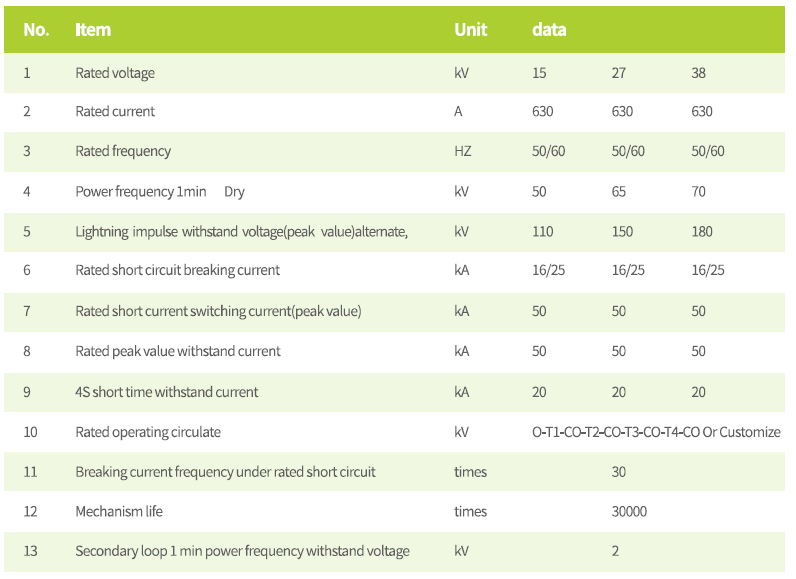 No. Item Unit data
1 Rated voltage kV 15 27 38
2 Rated current A 630 630 630
3 Rated frequency HZ 50/60 50/60 50/60
4 Power frequency 1min Dry kV 50 65 70
5 Lightning impulse withstand voltage(peak value)alternate, kV 110 150 180
6 Rated short circuit breaking current kA 16/25 16/25 16/25
7 Rated short current switching current(peak value) kA 50 50 50
8 Rated peak value withstand current kA 50 50 50
9 4S short time withstand current kA 20 20 20
10 Rated operating circulate kV O-T1-CO-T2-CO-T3-CO-T4-CO Or Customize
11 Breaking current frequency under rated short circuit times 30
12 Mechanism life times 30000
13 Secondary loop 1 min power frequency withstand voltage kV 2